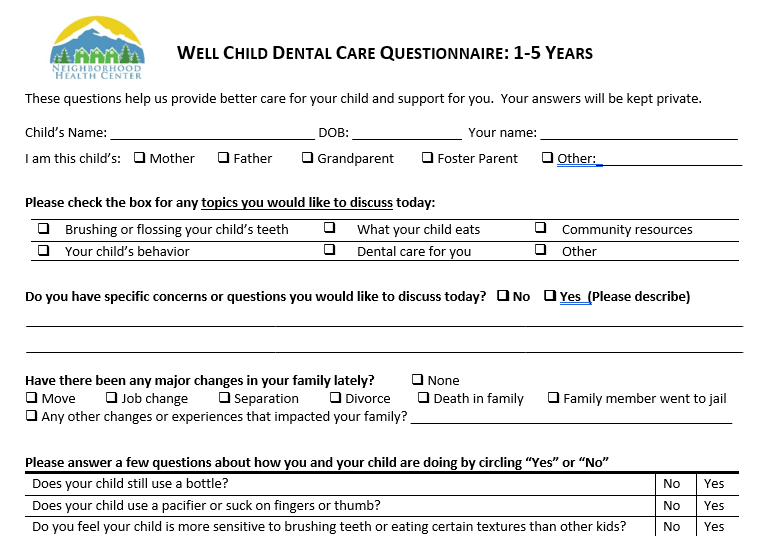 NEIGHBORHOOD
HEALTH CENTER
WELL CHILD DENTAL CARE QUESTIONNAIRE: 1-5 YEARS
These questions help us provide better care for your child and support for you.  Your answers will be kept private.
Child's Name: ______________________________ DOB: ________________ Your name: _____________________________
I am this child's: ❑ Mother ❑ Father ❑ Grandparent ❑ Foster Parent ❑ Other:_____________________
Please check the box for any topics you would like to discuss today:
❑ Brushing or flossing your child's teeth ❑ What your child eats ❑ Community resources
❑ Your child's behavior ❑ Dental care for you ❑ Other
Do you have specific concerns or questions you would like to discuss today? ❑ No ❑ Yes (Please describe)
Have there been any major changes in your family lately? ❑ None
❑ Move ❑ Job change ❑ Separation ❑ Divorce ❑ Death in family ❑ Family member went to jail
❑ Any other changes or experiences that impacted your family? ______________________________
Please answer a few questions about how you and your child are doing by circling "Yes" or "No"
Does your child still use a bottle? No Yes
Does your child use a pacifier or suck on fingers or thumb? No Yes
Do you feel your child is more sensitive to brushing teeth or eating certain textures than other kids? No Yes